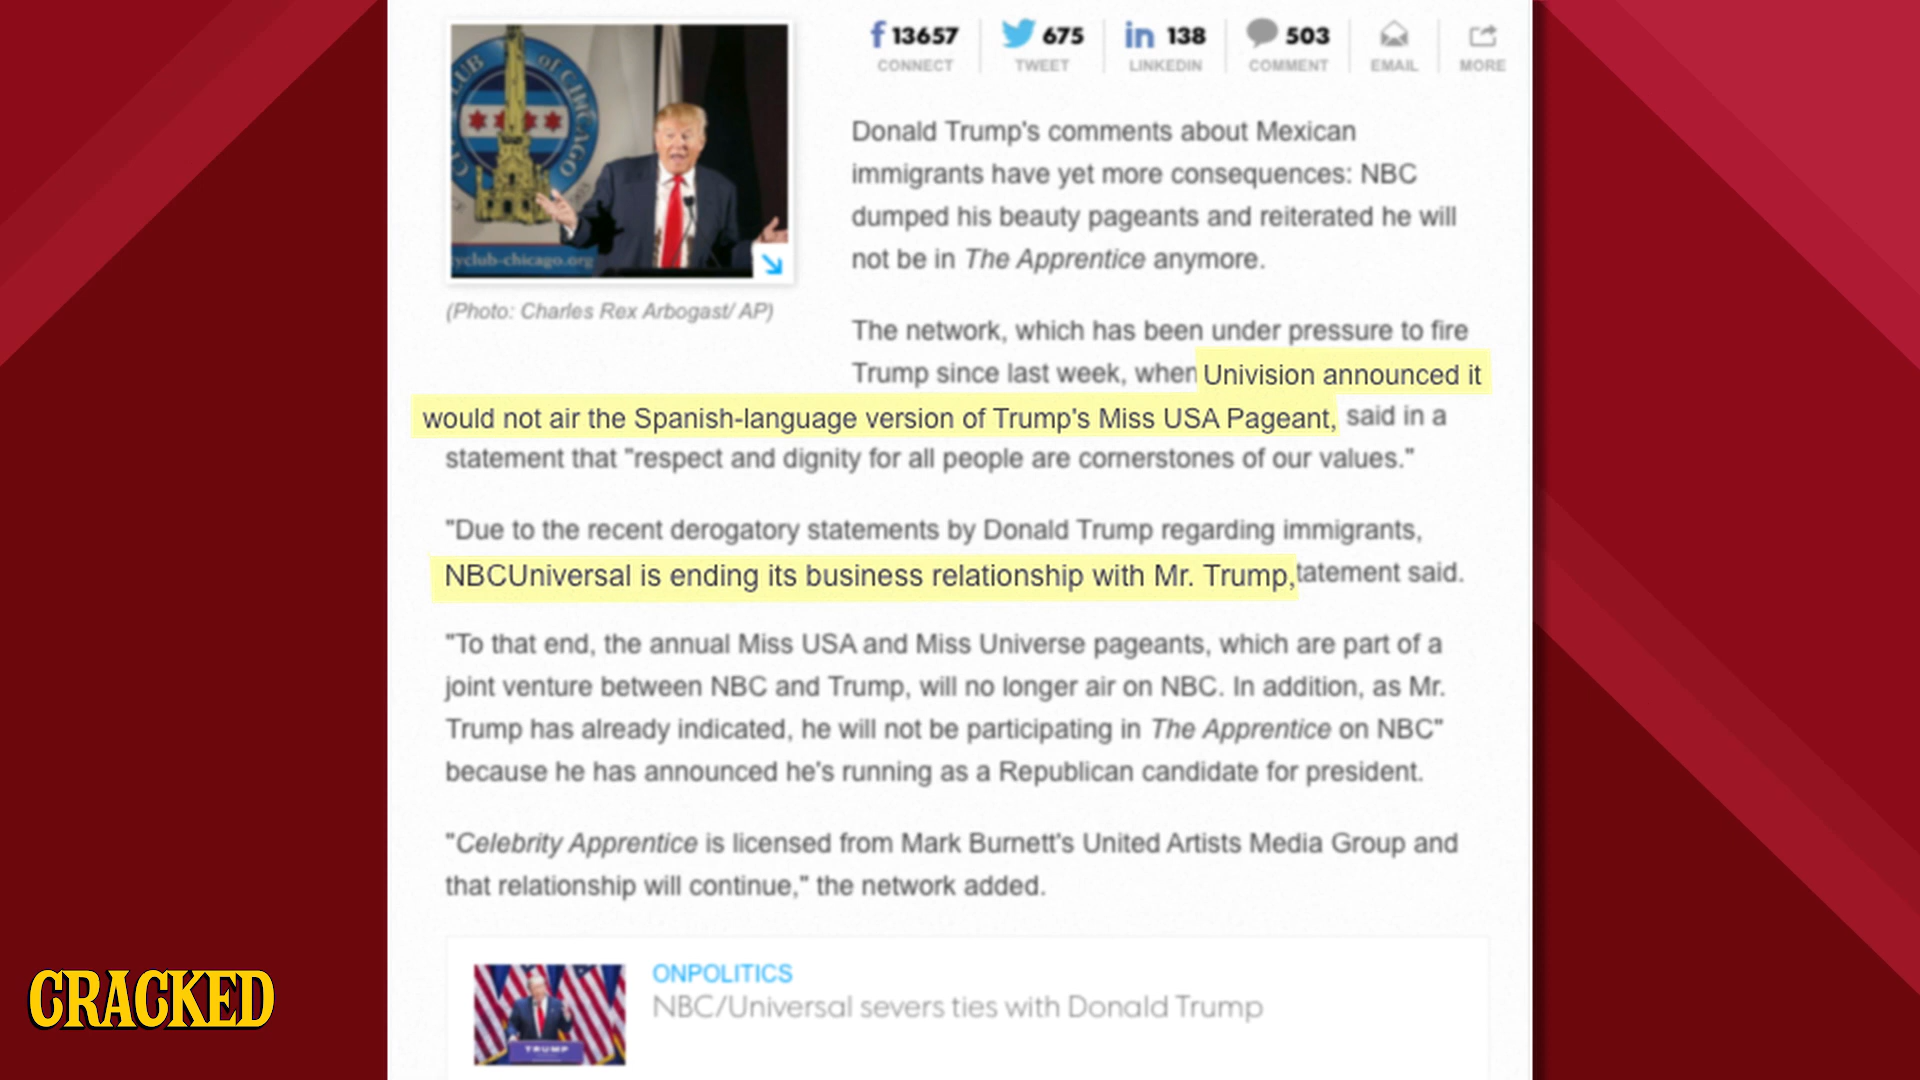 CLUB of CHICAGO
yclub-chicago.org
(Photo: Charles Rex Arbogast/ AP)
13657
CONNECT
675
TWEET
in 138
LINKEDIN
503
COMMENT
EMAIL
MORE
Donald Trump's comments about Mexican
immigrants have yet more consequences: NBC
dumped his beauty pageants and reiterated he will
not be in The Apprentice anymore.
The network, which has been under pressure to fire
Trump since last week, when Univision announced it
would not air the Spanish-language version of Trump's Miss USA Pageant, said in a
statement that "respect and dignity for all people are cornerstones of our values."
"Due to the recent derogatory statements by Donald Trump regarding immigrants,
NBCUniversal is ending its business relationship with Mr. Trump,tatement said.
"To that end, the annual Miss USA and Miss Universe pageants, which are part of a
joint venture between NBC and Trump, will no longer air on NBC. In addition, as Mr.
Trump has already indicated, he will not be participating in The Apprentice on NBC"
because he has announced he's running as a Republican candidate for president.
"Celebrity Apprentice is licensed from Mark Burnett's United Artists Media Group and
that relationship will continue," the network added.
ONPOLITICS
NBC/Universal severs ties with Donald Trump
TRUMP
CRACKED